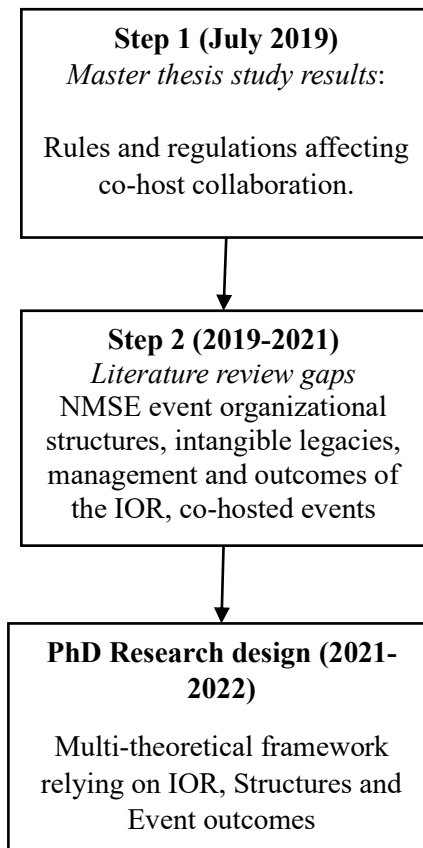 Step 1 (July 2019)
Master thesis study results:
Rules and regulations affecting
co-host collaboration.
Step 2 (2019-2021)
Literature review gaps
NMSE event organizational
structures, intangible legacies,
management and outcomes of
the IOR, co-hosted events
PhD Research design (2021-
2022)
Multi-theoretical framework
relying on IOR, Structures and
Event outcomes